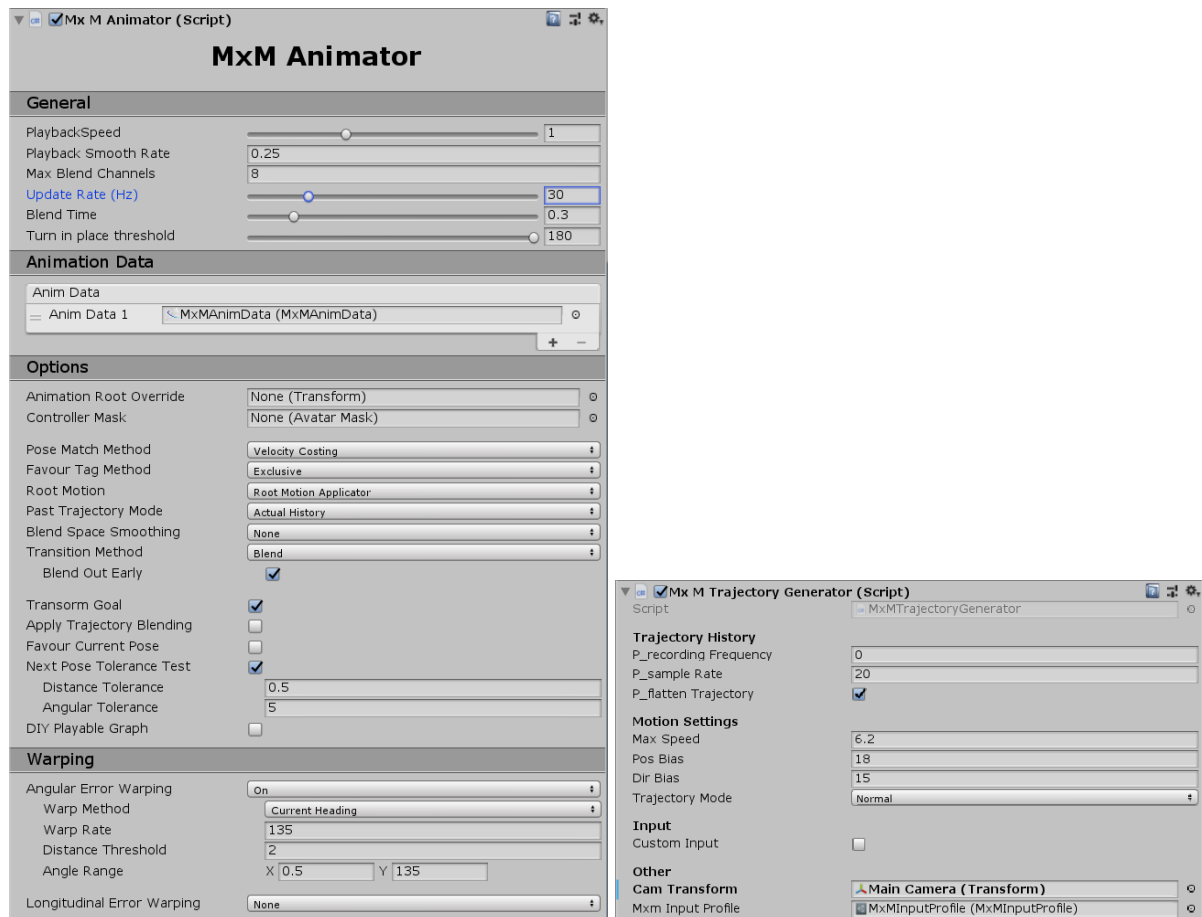 Mx M Animator (Script)
MxM Animator
General
PlaybackSpeed 1
Playback Smooth Rate 0.25
Max Blend Channels 8
Update Rate (Hz) 30
Blend Time 0.3
Turn in place threshold 180
Animation Data
Anim Data
Anim Data 1 MxMAnimData (MxMAnimData)
+ −
Options
Animation Root Override None (Transform)
Controller Mask None (Avatar Mask)
Pose Match Method Velocity Costing
Favour Tag Method Exclusive
Root Motion Root Motion Applicator
Past Trajectory Mode Actual History
Blend Space Smoothing None
Transition Method Blend
Blend Out Early
Transorm Goal
Apply Trajectory Blending
Favour Current Pose
Next Pose Tolerance Test
Distance Tolerance 0.5
Angular Tolerance 5
DIY Playable Graph
Warping
Angular Error Warping On
Warp Method Current Heading
Warp Rate 135
Distance Threshold 2
Angle Range X 0.5 Y 135
Longitudinal Error Warping None
Mx M Trajectory Generator (Script)
Script MxMTrajectoryGenerator
Trajectory History
P_recording Frequency 0
P_sample Rate 20
P_flatten Trajectory
Motion Settings
Max Speed 6.2
Pos Bias 18
Dir Bias 15
Trajectory Mode Normal
Input
Custom Input
Other
Cam Transform Main Camera (Transform)
Mxm Input Profile MxMInputProfile (MxMInputProfile)